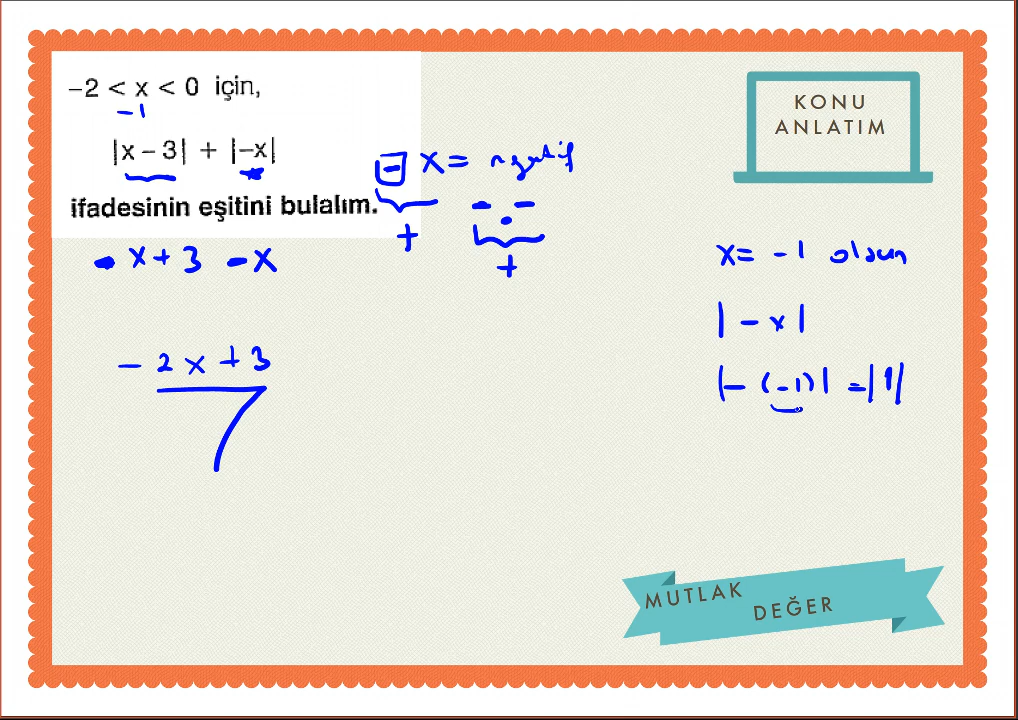 -2 < x < 0 için,
-1
|x - 3| + |-x|
ifadesinin eşitini bulalım.
- x = negatif
- . -
+
+
- x + 3 - x
- 2x + 3
KONU
ANLATIM
x = -1 olsun
|-x|
|-(-1)| = |1|
MUTLAK
DEĞER